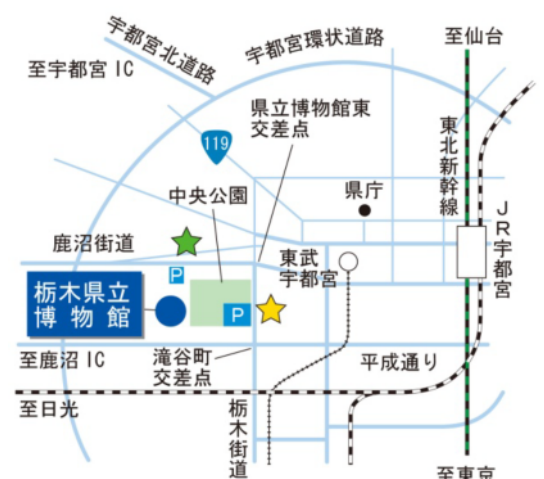 宇都宮北道路
宇都宮環状道路
至仙台
至宇都宮IC
県立博物館東
交差点
119
東北新幹線
中央公園
県庁
JR宇都宮
鹿沼街道
東武
宇都宮
P
栃木県立
博物館
P
至鹿沼IC
滝谷町
交差点
平成通り
至日光
栃木街道
至東京